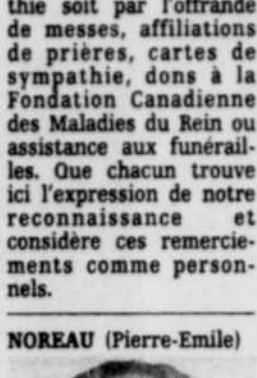 thie soit par l'offrande
de messes, affiliations
de prières, cartes de
sympathie, dons à la
Fondation Canadienne
des Maladies du Rein ou
assistance aux funérail-
les. Que chacun trouve
ici l'expression de notre
reconnaissance et
considère ces remercie-
ments comme person-
nels.
NOREAU (Pierre-Emile)